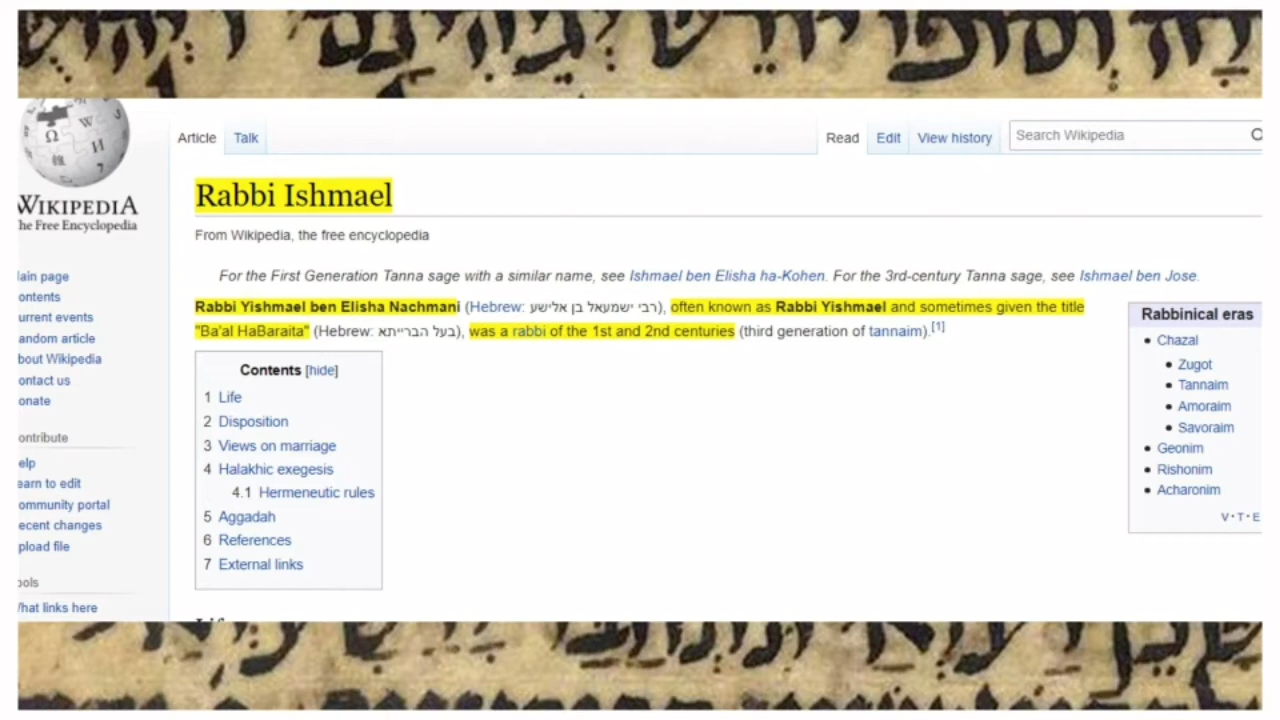 Article Talk Read Edit View history Search Wikipedia
WIKIPEDIA
he Free Encyclopedia
Rabbi Ishmael
From Wikipedia, the free encyclopedia
For the First Generation Tanna sage with a similar name, see Ishmael ben Elisha ha-Kohen. For the 3rd-century Tanna sage, see Ishmael ben Jose.
Rabbi Yishmael ben Elisha Nachmani (Hebrew: רבי ישמעאל בן אלישע), often known as Rabbi Yishmael and sometimes given the title
"Ba'al HaBaraita" (Hebrew: בעל הברייתא), was a rabbi of the 1st and 2nd centuries (third generation of tannaim).[1]
Contents [hide]
1 Life
2 Disposition
3 Views on marriage
4 Halakhic exegesis
4.1 Hermeneutic rules
5 Aggadah
6 References
7 External links
Rabbinical eras
Chazal
Zugot
Tannaim
Amoraim
Savoraim
Geonim
Rishonim
Acharonim
V·T·E
ain page
ontents
urrent events
andom article
bout Wikipedia
ontact us
onate
ontribute
elp
earn to edit
ommunity portal
ecent changes
pload file
ools
hat links here